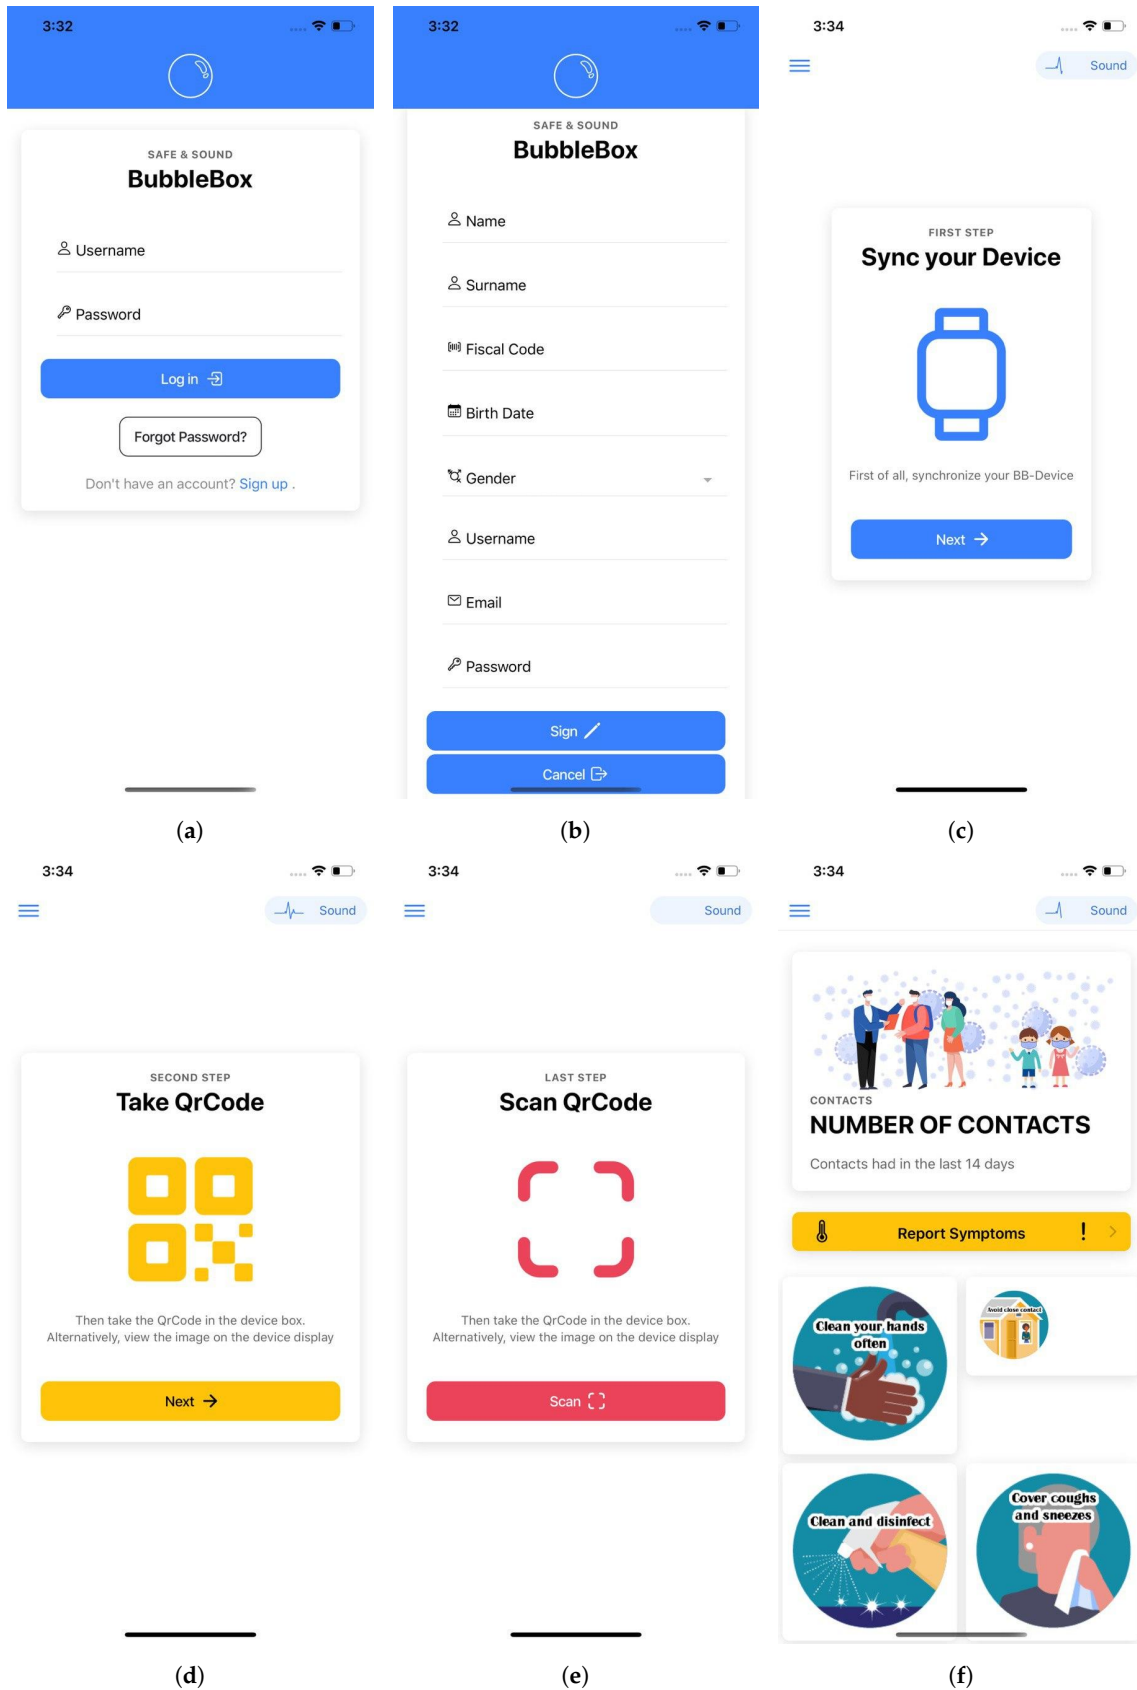 3:32
SAFE & SOUND
BubbleBox
Username
Password
Log in
Forgot Password?
Don't have an account? Sign up .
(a)
3:32
SAFE & SOUND
BubbleBox
Name
Surname
Fiscal Code
Birth Date
Gender
Username
Email
Password
Sign
Cancel
(b)
3:34
Sound
FIRST STEP
Sync your Device
First of all, synchronize your BB-Device
Next
(c)
3:34
Sound
SECOND STEP
Take QrCode
Then take the QrCode in the device box.
Alternatively, view the image on the device display
Next
(d)
3:34
Sound
LAST STEP
Scan QrCode
Then take the QrCode in the device box.
Alternatively, view the image on the device display
Scan
(e)
3:34
Sound
CONTACTS
NUMBER OF CONTACTS
Contacts had in the last 14 days
Report Symptoms !
Clean your hands
often
Avoid close contact
Clean and disinfect
Cover coughs
and sneezes
(f)